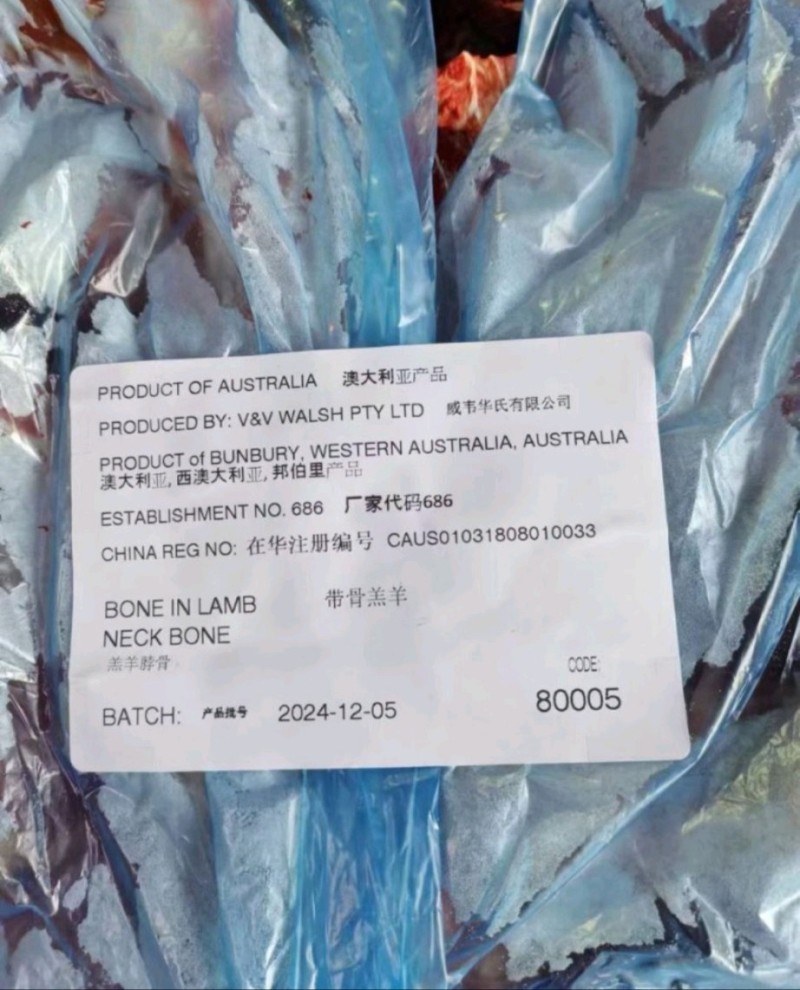 PRODUCT OF AUSTRALIA 澳大利亚产品
PRODUCED BY: V&V WALSH PTY LTD 威韦华氏有限公司
PRODUCT of BUNBURY, WESTERN AUSTRALIA, AUSTRALIA
澳大利亚, 西澳大利亚, 邦伯里产品
ESTABLISHMENT NO. 686 厂家代码686
CHINA REG NO: 在华注册编号 CAUS01031808010033
BONE IN LAMB 带骨羔羊
NECK BONE
羔羊脖骨
CODE:
BATCH: 产品批号 2024-12-05 80005